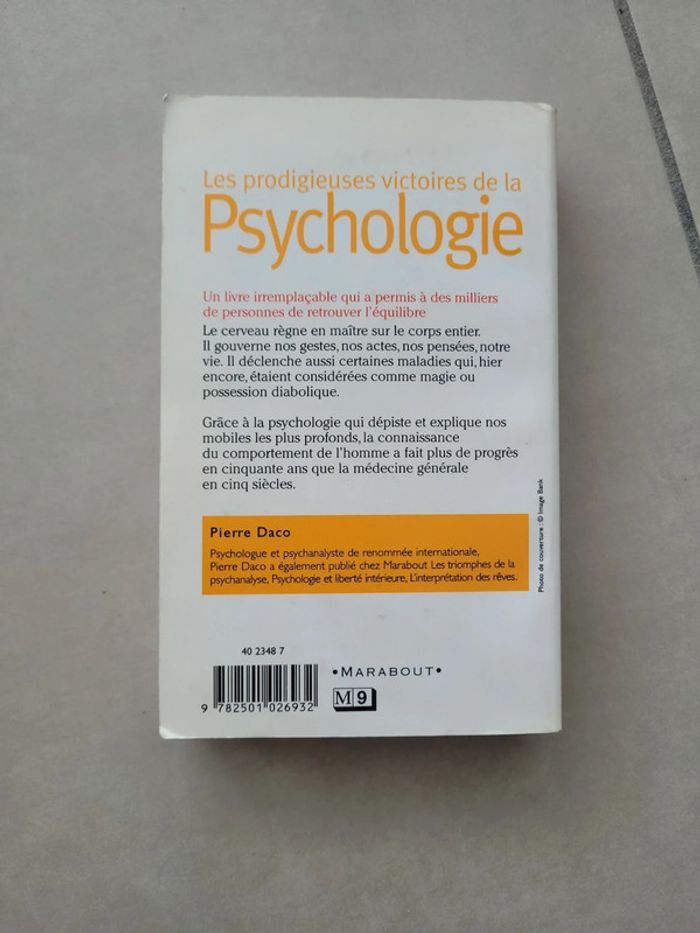 Les prodigieuses victoires de la
Psychologie
Un livre irremplaçable qui a permis à des milliers
de personnes de retrouver l'équilibre
Le cerveau règne en maître sur le corps entier.
Il gouverne nos gestes, nos actes, nos pensées, notre
vie. Il déclenche aussi certaines maladies qui, hier
encore, étaient considérées comme magie ou
possession diabolique.
Grâce à la psychologie qui dépiste et explique nos
mobiles les plus profonds, la connaissance
du comportement de l'homme a fait plus de progrès
en cinquante ans que la médecine générale
en cinq siècles.
Photo de couverture : © Image Bank
Pierre Daco
Psychologue et psychanalyste de renommée internationale,
Pierre Daco a également publié chez Marabout Les triomphes de la
psychanalyse, Psychologie et liberté intérieure, L'interprétation des rêves.
40 2348 7
9 782501 026932
•MARABOUT•
M 9